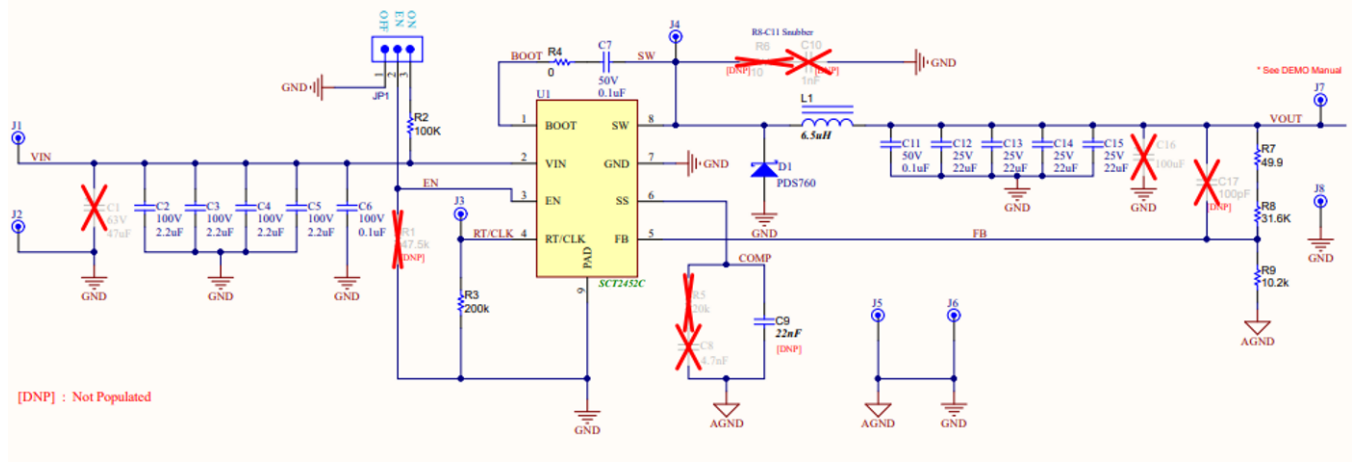 OFF
EN
ON
1
2
3
JP1
GND
R2
100K
J1
VIN
J2
C1
63V
47uF
GND
C2
100V
2.2uF
C3
100V
2.2uF
C4
100V
2.2uF
C5
100V
2.2uF
GND
C6
100V
0.1uF
GND
EN
R1
47.5k
[DNP]
J3
RT/CLK
R3
200k
BOOT
R4
0
C7
50V
0.1uF
SW
J4
R8-C11 Snubber
R6
10
[DNP]
C10
1nF
[DNP]
GND
U1
1
BOOT
SW
8
2
VIN
GND
7
GND
3
EN
SS
6
4
RT/CLK
FB
5
PAD
9
SCT2452C
GND
D1
PDS760
GND
L1
6.5uH
C11
50V
0.1uF
C12
25V
22uF
C13
25V
22uF
C14
25V
22uF
C15
25V
22uF
GND
C16
100uF
GND
C17
100pF
[DNP]
* See DEMO Manual
J7
VOUT
R7
49.9
R8
31.6K
R9
10.2k
AGND
J8
GND
FB
COMP
R5
20k
C8
4.7nF
C9
22nF
[DNP]
AGND
J5
AGND
J6
GND
[DNP] : Not Populated